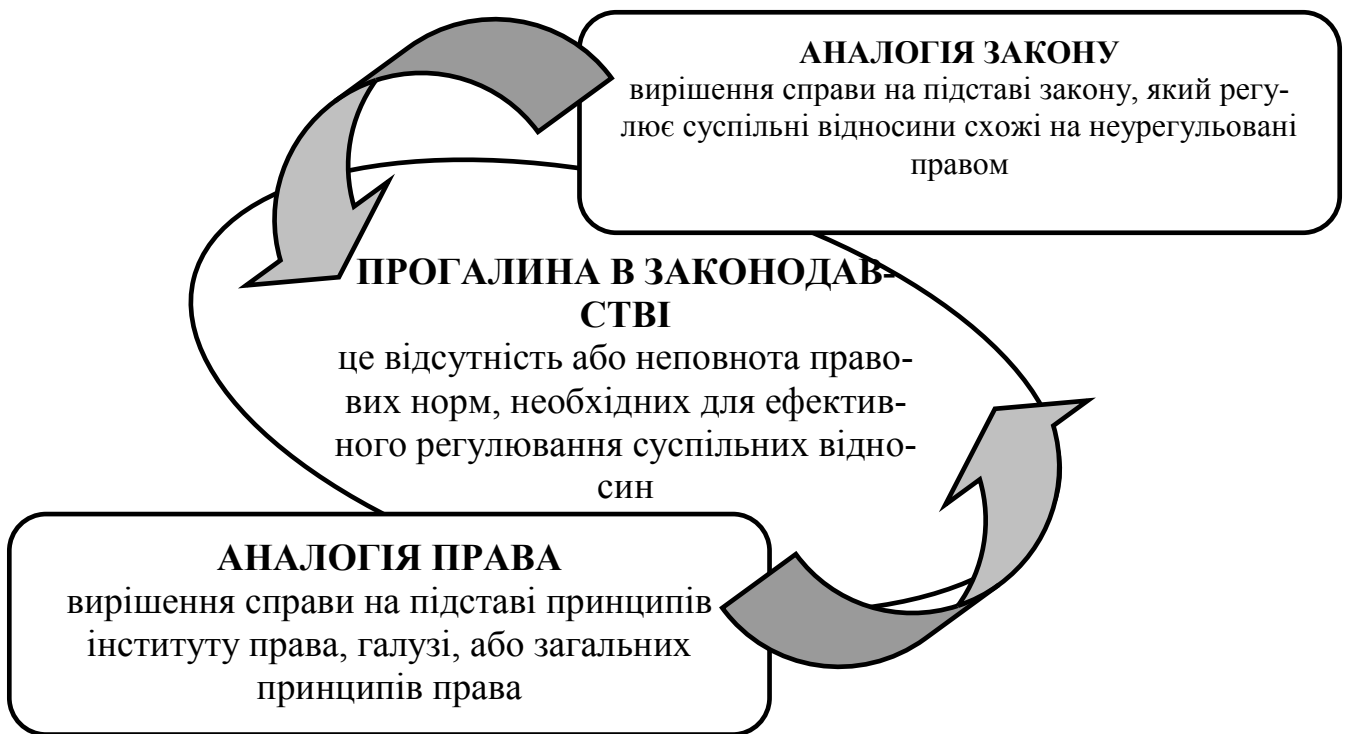 АНАЛОГІЯ ЗАКОНУ
вирішення справи на підставі закону, який регу-
лює суспільні відносини схожі на неурегульовані
правом
ПРОГАЛИНА В ЗАКОНОДАВ-
СТВІ
це відсутність або неповнота право-
вих норм, необхідних для ефектив-
ного регулювання суспільних відно-
син
АНАЛОГІЯ ПРАВА
вирішення справи на підставі принципів
інституту права, галузі, або загальних
принципів права